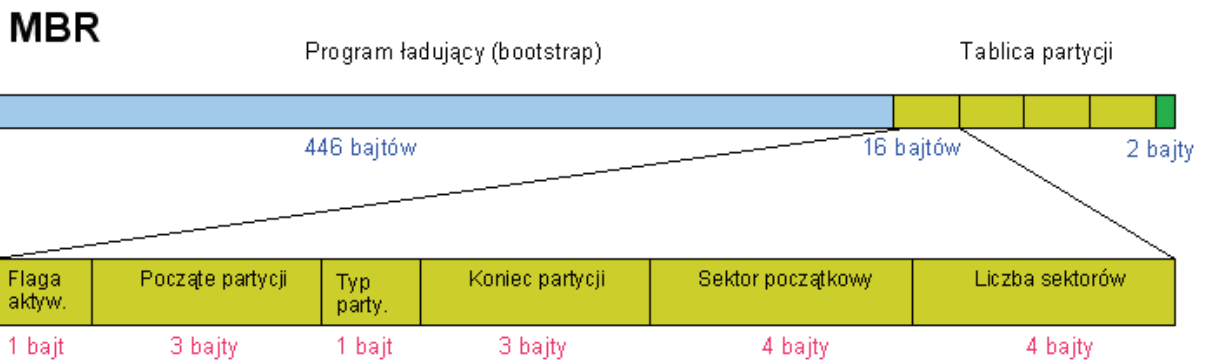 MBR
Program ładujący (bootstrap)
Tablica partycji
446 bajtów
16 bajtów
2 bajty
Flaga
aktyw.
Począte partycji
Typ
party.
Koniec partycji
Sektor początkowy
Liczba sektorów
1 bajt
3 bajty
1 bajt
3 bajty
4 bajty
4 bajty